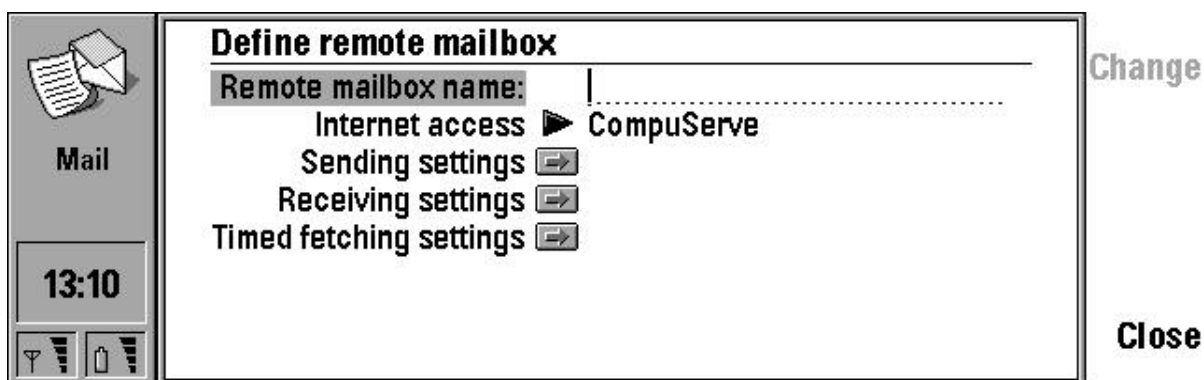 Mail
13:10
Define remote mailbox
Remote mailbox name:
Internet access CompuServe
Sending settings
Receiving settings
Timed fetching settings
Change
Close